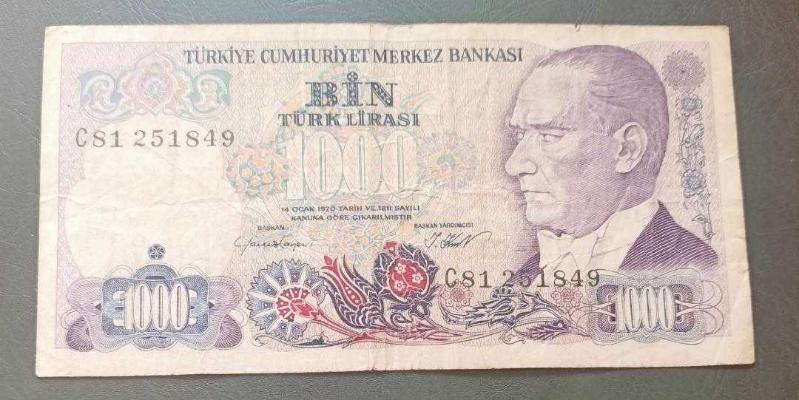 TÜRKİYE CUMHURİYET MERKEZ BANKASI
BİN
TÜRK LİRASI
C81 251849
1000
14 OCAK 1970 TARİH VE 1211 SAYILI
KANUNA GÖRE ÇIKARILMIŞTIR
BAŞKAN
BAŞKAN YARDIMCISI
C81 251849
1000
1000